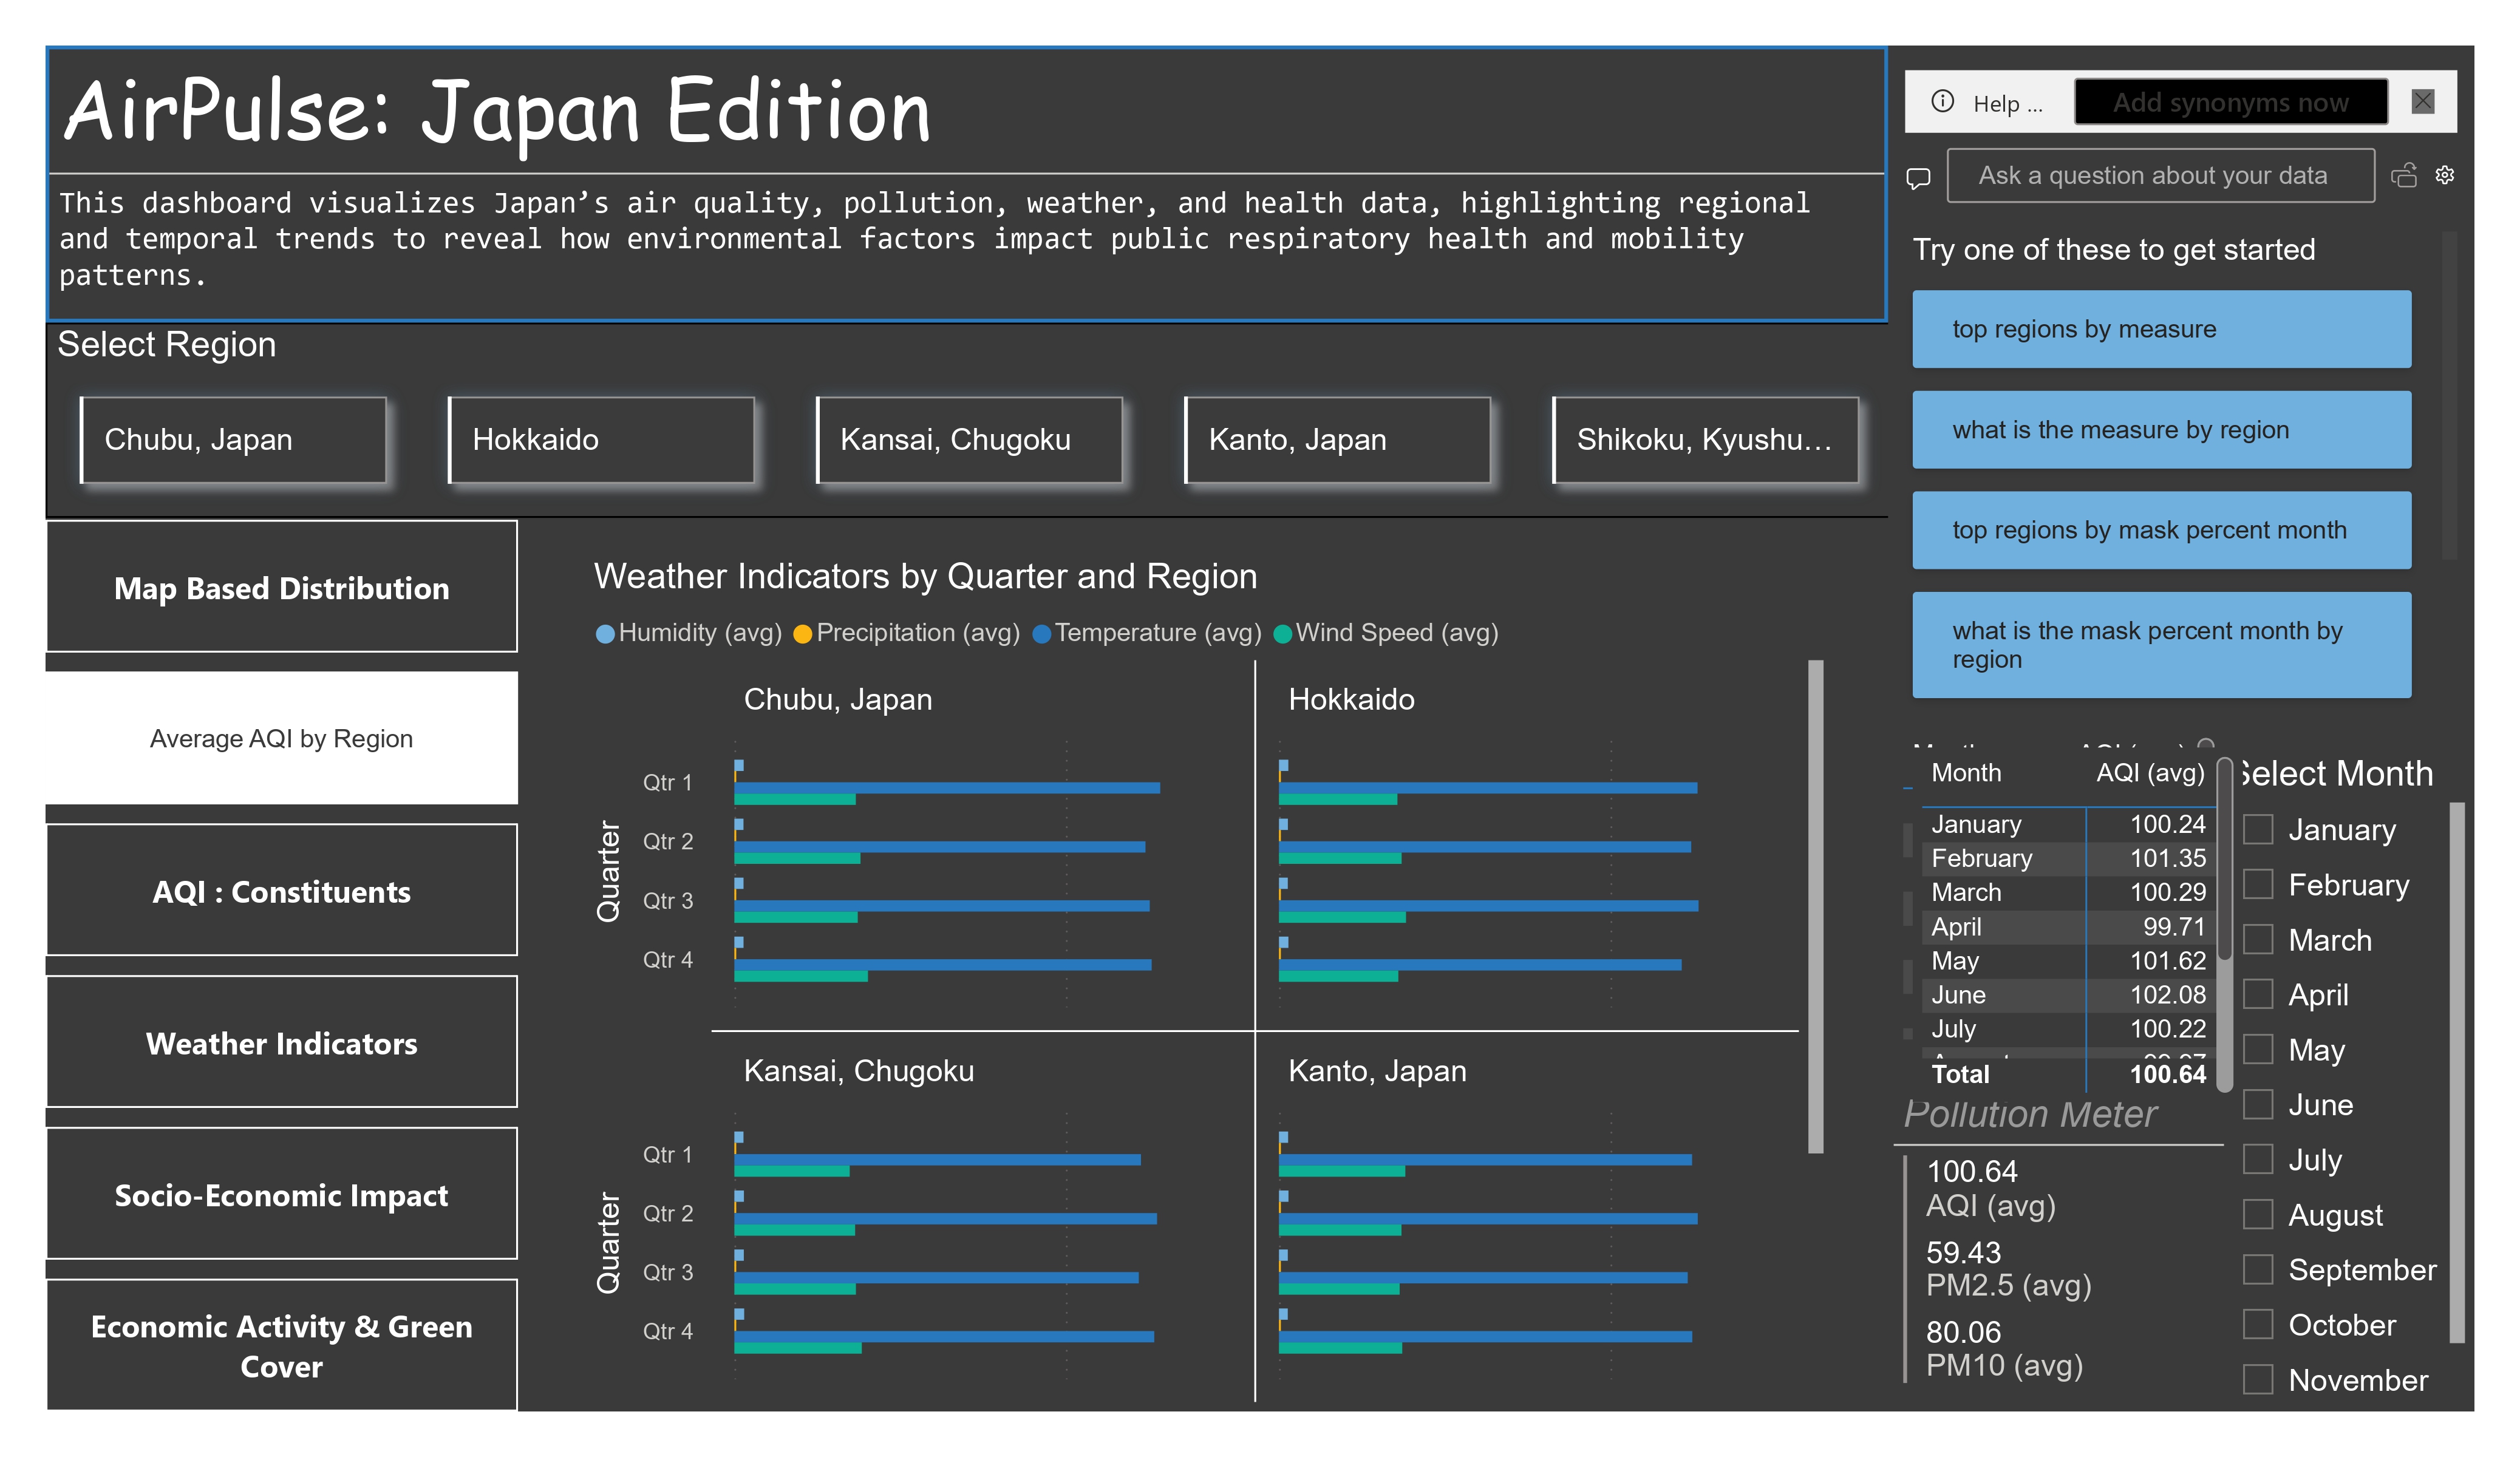 AirPulse: Japan Edition
This dashboard visualizes Japan’s air quality, pollution, weather, and health data, highlighting regional
and temporal trends to reveal how environmental factors impact public respiratory health and mobility
patterns.
Help ...
Add synonyms now
Ask a question about your data
Try one of these to get started
top regions by measure
what is the measure by region
top regions by mask percent month
what is the mask percent month by
region
Select Region
Chubu, Japan
Hokkaido
Kansai, Chugoku
Kanto, Japan
Shikoku, Kyushu…
Map Based Distribution
Average AQI by Region
AQI : Constituents
Weather Indicators
Socio-Economic Impact
Economic Activity & Green
Cover
Weather Indicators by Quarter and Region
Humidity (avg) Precipitation (avg) Temperature (avg) Wind Speed (avg)
Chubu, Japan
Hokkaido
Quarter
Qtr 1
Qtr 2
Qtr 3
Qtr 4
Kansai, Chugoku
Kanto, Japan
Quarter
Qtr 1
Qtr 2
Qtr 3
Qtr 4
Month AQI (avg)
January 100.24
February 101.35
March 100.29
April 99.71
May 101.62
June 102.08
July 100.22
Total 100.64
Pollution Meter
100.64
AQI (avg)
59.43
PM2.5 (avg)
80.06
PM10 (avg)
Select Month
January
February
March
April
May
June
July
August
September
October
November